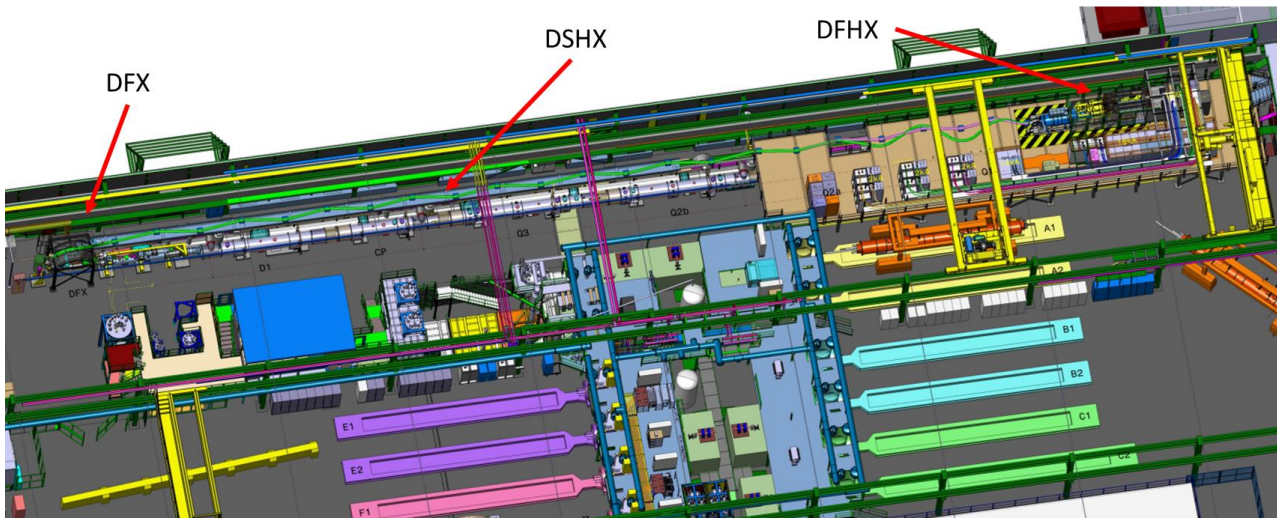 DFX
DSHX
DFHX
Q2a
Q2b
Q3
CP
D1
DFX
A1
A2
B1
B2
C1
C2
E1
E2
F1